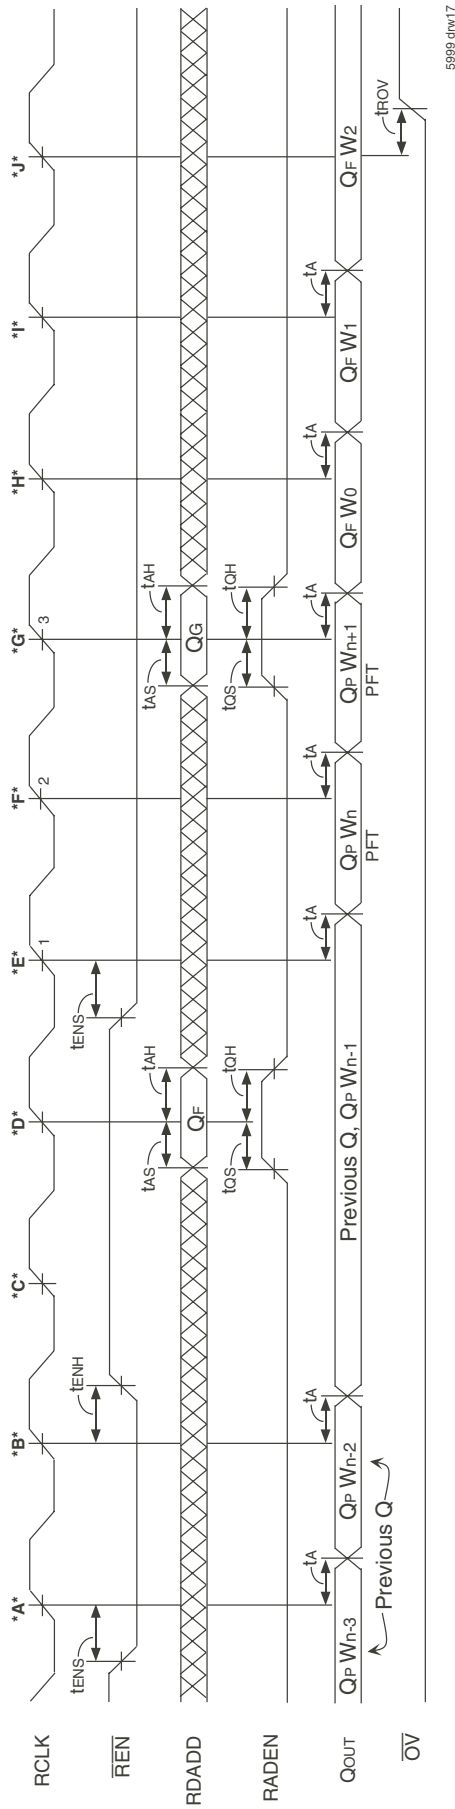 *A* *B* *C* *D* *E* *F* *G* *H* *I* *J*
RCLK 1 2 3
tENS tENH tENS
REN
tAS tAH tAS tAH
RDADD QF QG
tQS tQH tQS tQH
RADEN
tA tA tA tA tA tA tA
QOUT QP Wn-3 QP Wn-2 Previous Q, QP Wn-1 QP Wn QP Wn+1 QF W0 QF W1 QF W2
PFT PFT
Previous Q
tROV
OV
5999 drw17